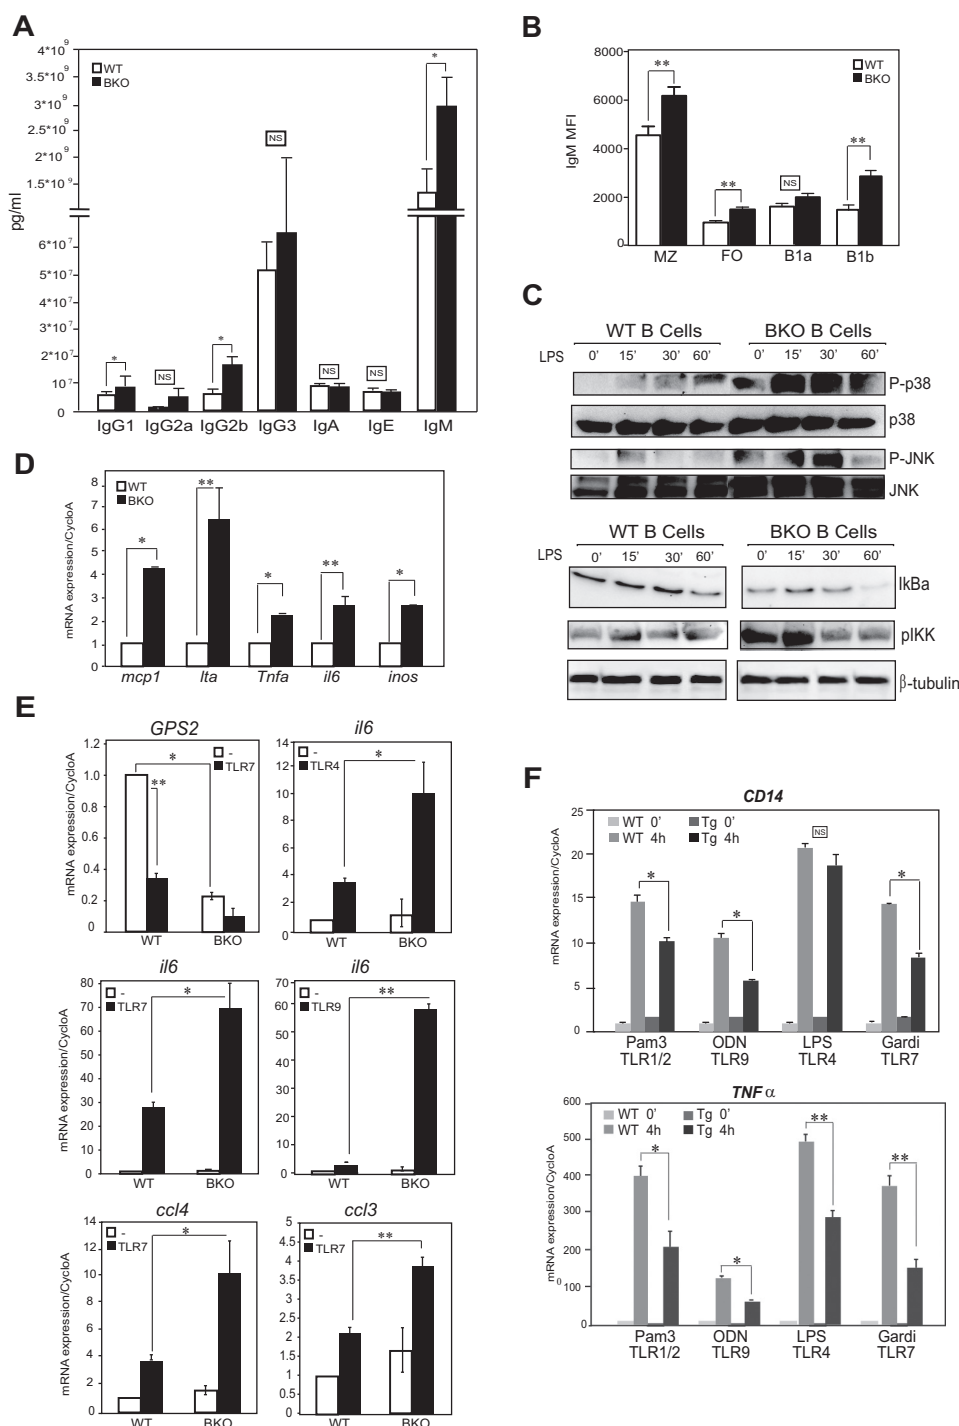 A
4*10 9
3.5*10 9
3*10 9
2.5*10 9
2*10 9
1.5*10 9
6*10 7
5*10 7
4*10 7
3*10 7
2*10 7
10 7
0
pg/ml
WT
BKO
* NS * NS NS NS *
IgG1 IgG2a IgG2b IgG3 IgA IgE IgM
B
8000
6000
4000
2000
0
IgM MFI
WT
BKO
** ** NS **
MZ FO B1a B1b
C
WT B Cells BKO B Cells
LPS 0' 15' 30' 60' 0' 15' 30' 60'
P-p38
p38
P-JNK
JNK
WT B Cells BKO B Cells
LPS 0' 15' 30' 60' 0' 15' 30' 60'
IkBa
pIKK
β-tubulin
D
8
7
6
5
4
3
2
1
0
mRNA expression/CycloA
WT
BKO
* ** * ** *
mcp1 lta Tnfa il6 inos
E
GPS2
1.2
1.0
0.8
0.6
0.4
0.2
0
mRNA expression/CycloA
-
TLR7
* **
WT BKO
il6
14
12
10
8
6
4
2
0
-
TLR4
*
WT BKO
il6
80
70
60
50
40
30
20
10
0
mRNA expression/CycloA
-
TLR7
*
WT BKO
il6
70
60
50
40
30
20
10
0
-
TLR9
**
WT BKO
ccl4
14
12
10
8
6
4
2
0
mRNA expression/CycloA
-
TLR7
*
WT BKO
ccl3
5
4.5
4
3.5
3
2.5
2
1.5
1
0.5
0
-
TLR7
**
WT BKO
F
CD14
25
20
15
10
5
0
mRNA expression/CycloA
WT 0' Tg 0'
WT 4h Tg 4h
* * NS *
Pam3 ODN LPS Gardi
TLR1/2 TLR9 TLR4 TLR7
TNF α
600
500
400
300
200
100
0
mRNA expression/CycloA
0
WT 0' Tg 0'
WT 4h Tg 4h
* * ** **
Pam3 ODN LPS Gardi
TLR1/2 TLR9 TLR4 TLR7